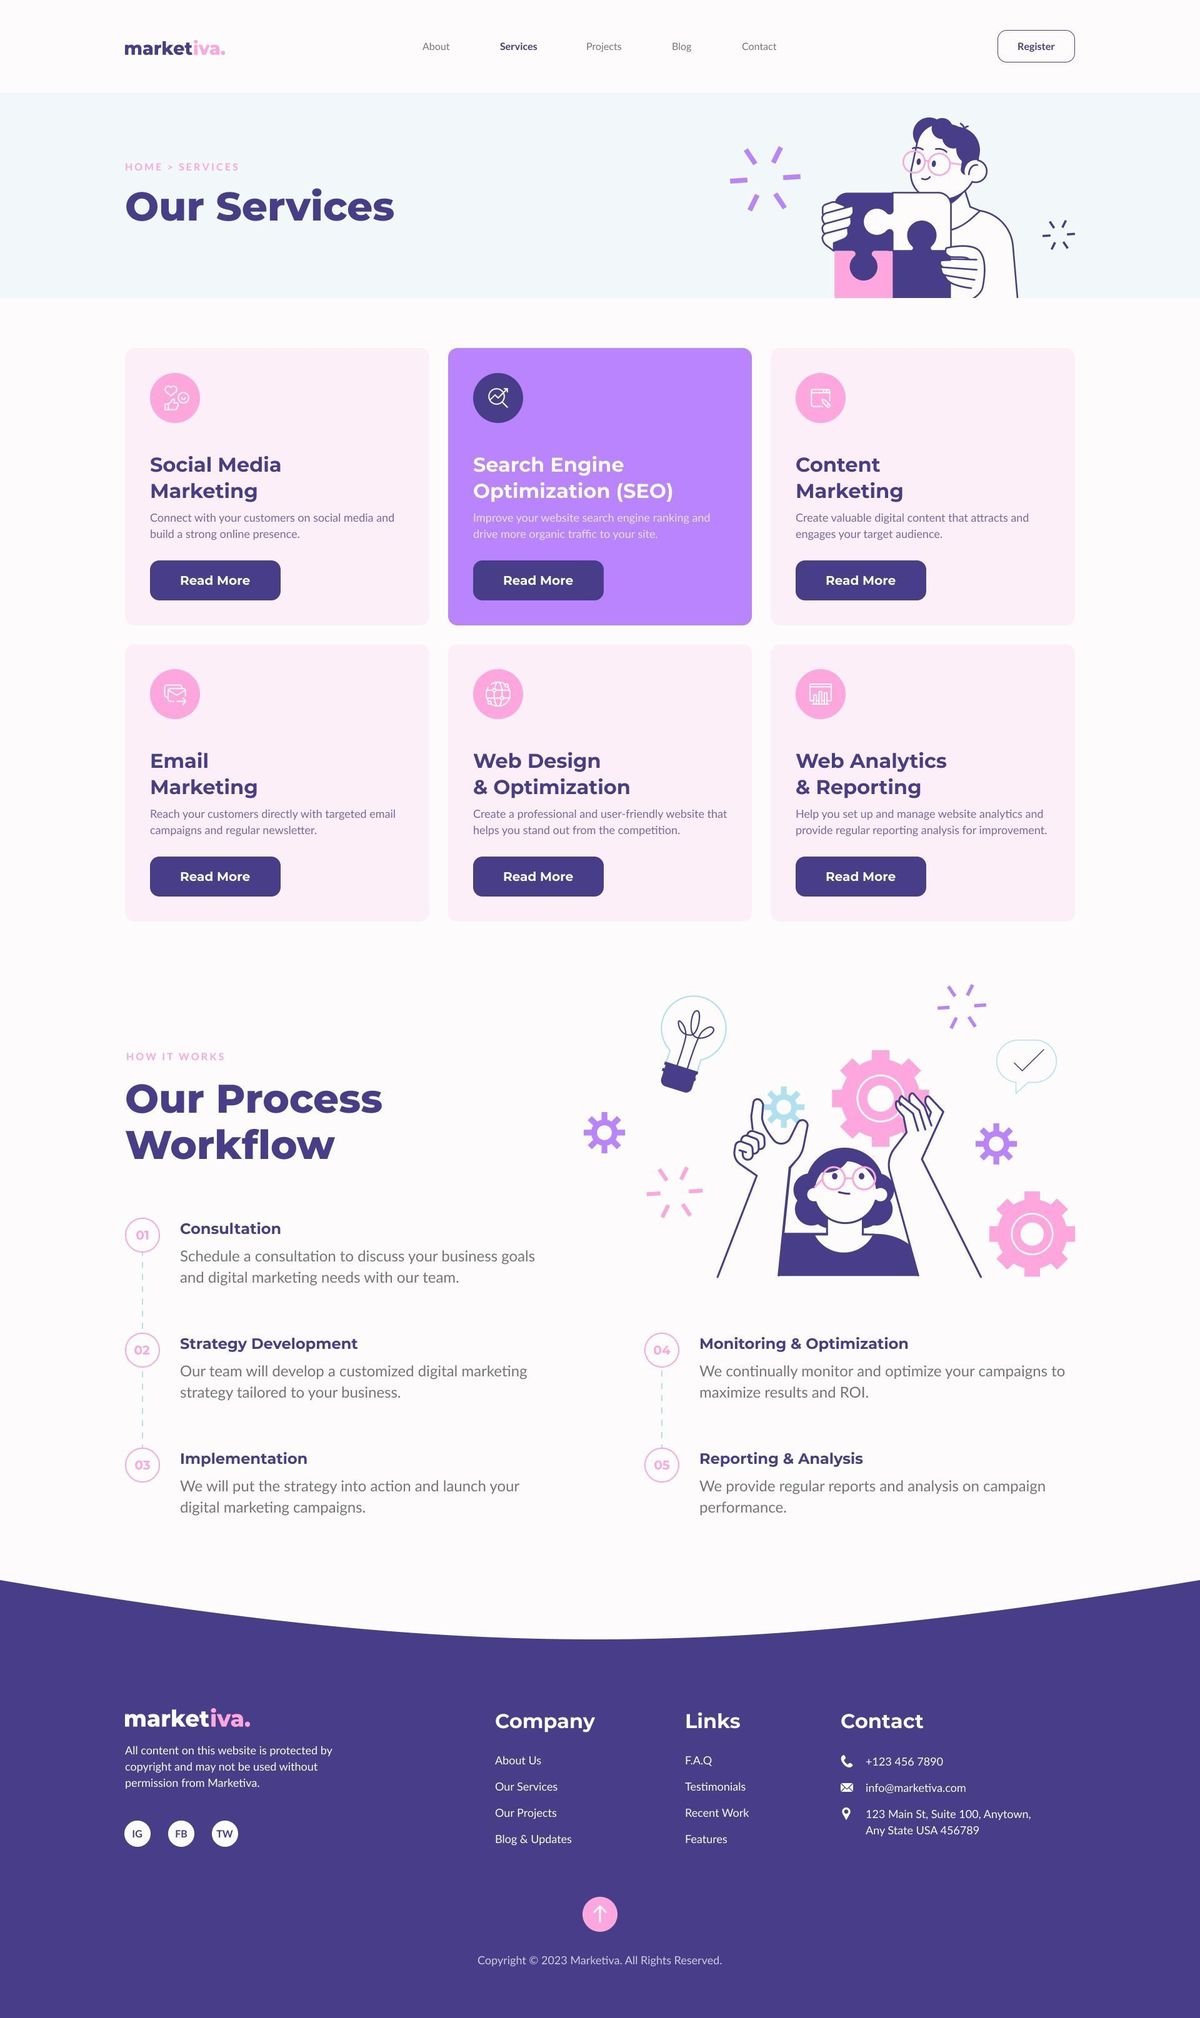 marketiva.
About
Services
Projects
Blog
Contact
Register
HOME > SERVICES
Our Services
Social Media
Marketing
Connect with your customers on social media and
build a strong online presence.
Read More
Search Engine
Optimization (SEO)
Improve your website search engine ranking and
drive more organic traffic to your site.
Read More
Content
Marketing
Create valuable digital content that attracts and
engages your target audience.
Read More
Email
Marketing
Reach your customers directly with targeted email
campaigns and regular newsletter.
Read More
Web Design
& Optimization
Create a professional and user-friendly website that
helps you stand out from the competition.
Read More
Web Analytics
& Reporting
Help you set up and manage website analytics and
provide regular reporting analysis for improvement.
Read More
HOW IT WORKS
Our Process
Workflow
01
Consultation
Schedule a consultation to discuss your business goals
and digital marketing needs with our team.
02
Strategy Development
Our team will develop a customized digital marketing
strategy tailored to your business.
03
Implementation
We will put the strategy into action and launch your
digital marketing campaigns.
04
Monitoring & Optimization
We continually monitor and optimize your campaigns to
maximize results and ROI.
05
Reporting & Analysis
We provide regular reports and analysis on campaign
performance.
marketiva.
All content on this website is protected by
copyright and may not be used without
permission from Marketiva.
IG
FB
TW
Company
About Us
Our Services
Our Projects
Blog & Updates
Links
F.A.Q
Testimonials
Recent Work
Features
Contact
+123 456 7890
info@marketiva.com
123 Main St, Suite 100, Anytown,
Any State USA 456789
Copyright © 2023 Marketiva. All Rights Reserved.